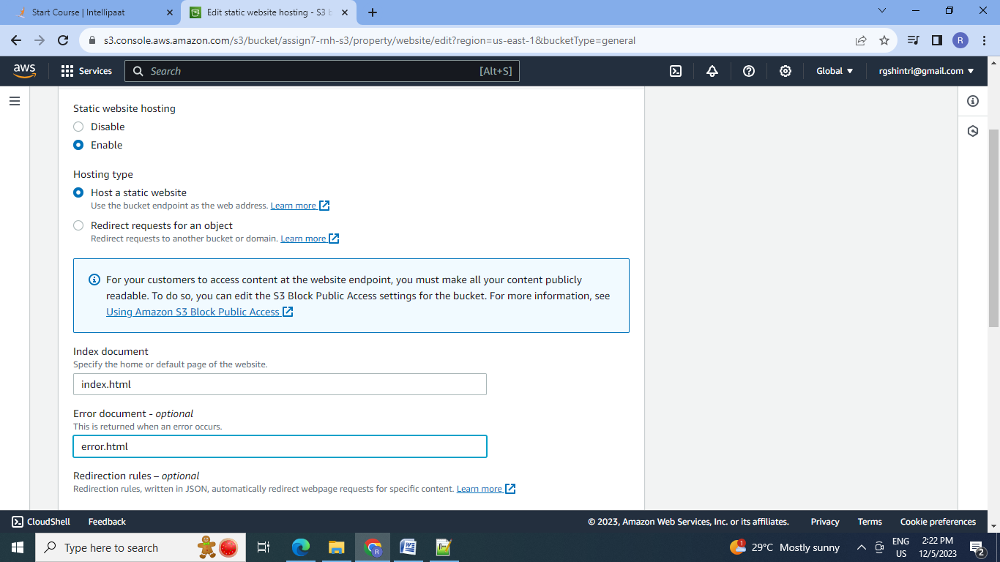 Start Course | Intellipaat
Edit static website hosting - S3 b
s3.console.aws.amazon.com/s3/bucket/assign7-rnh-s3/property/website/edit?region=us-east-1&bucketType=general
R
aws
Services
Search
[Alt+S]
Global
rgshintri@gmail.com
Static website hosting
Disable
Enable
Hosting type
Host a static website
Use the bucket endpoint as the web address. Learn more
Redirect requests for an object
Redirect requests to another bucket or domain. Learn more
For your customers to access content at the website endpoint, you must make all your content publicly
readable. To do so, you can edit the S3 Block Public Access settings for the bucket. For more information, see
Using Amazon S3 Block Public Access
Index document
Specify the home or default page of the website.
index.html
Error document - optional
This is returned when an error occurs.
error.html
Redirection rules – optional
Redirection rules, written in JSON, automatically redirect webpage requests for specific content. Learn more
CloudShell
Feedback
© 2023, Amazon Web Services, Inc. or its affiliates.
Privacy
Terms
Cookie preferences
Type here to search
R
W
1
29°C Mostly sunny
ENG
US
2:22 PM
12/5/2023
2